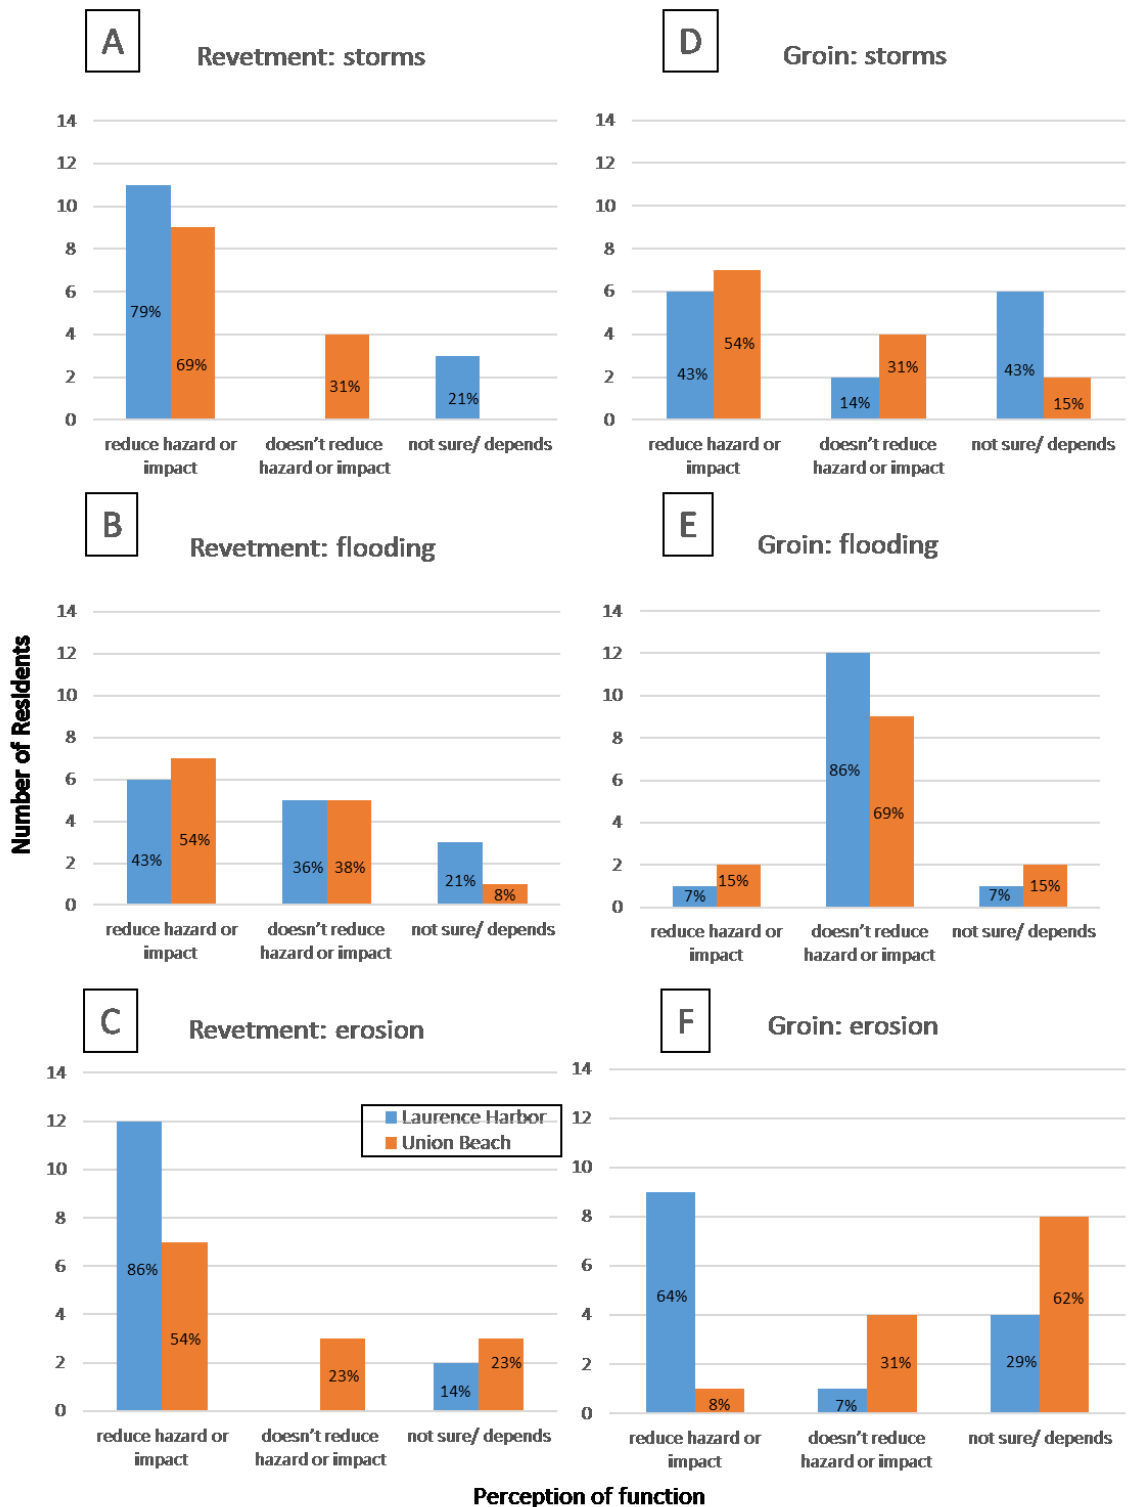 A
Revetment: storms
14
12
10
8
6
4
2
0
79%
69%
31%
21%
reduce hazard or
impact
doesn't reduce
hazard or impact
not sure/ depends
D
Groin: storms
14
12
10
8
6
4
2
0
43%
54%
14%
31%
43%
15%
reduce hazard or
impact
doesn't reduce
hazard or impact
not sure/ depends
Number of Residents
B
Revetment: flooding
14
12
10
8
6
4
2
0
43%
54%
36%
38%
21%
8%
reduce hazard or
impact
doesn't reduce
hazard or impact
not sure/ depends
E
Groin: flooding
14
12
10
8
6
4
2
0
7%
15%
86%
69%
7%
15%
reduce hazard or
impact
doesn't reduce
hazard or impact
not sure/ depends
C
Revetment: erosion
14
12
10
8
6
4
2
0
Laurence Harbor
Union Beach
86%
54%
23%
14%
23%
reduce hazard or
impact
doesn't reduce
hazard or impact
not sure/ depends
F
Groin: erosion
14
12
10
8
6
4
2
0
64%
8%
7%
31%
29%
62%
reduce hazard or
impact
doesn't reduce
hazard or impact
not sure/ depends
Perception of function